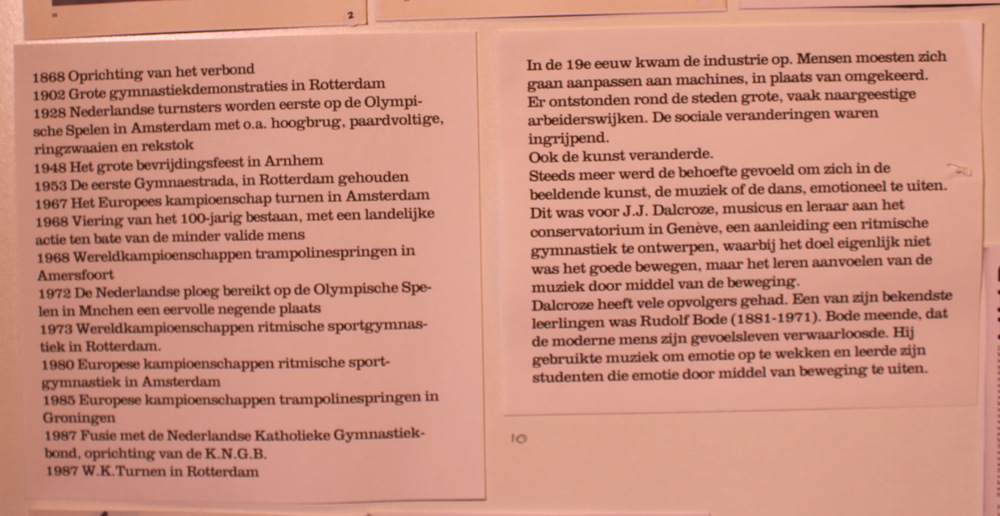 2
1868 Oprichting van het verbond
1902 Grote gymnastiekdemonstraties in Rotterdam
1928 Nederlandse turnsters worden eerste op de Olympi-
sche Spelen in Amsterdam met o.a. hoogbrug, paardvoltige,
ringzwaaien en rekstok
1948 Het grote bevrijdingsfeest in Arnhem
1953 De eerste Gymnaestrada, in Rotterdam gehouden
1967 Het Europees kampioenschap turnen in Amsterdam
1968 Viering van het 100-jarig bestaan, met een landelijke
actie ten bate van de minder valide mens
1968 Wereldkampioenschappen trampolinespringen in
Amersfoort
1972 De Nederlandse ploeg bereikt op de Olympische Spe-
len in Mnchen een eervolle negende plaats
1973 Wereldkampioenschappen ritmische sportgymnas-
tiek in Rotterdam.
1980 Europese kampioenschappen ritmische sport-
gymnastiek in Amsterdam
1985 Europese kampioenschappen trampolinespringen in
Groningen
1987 Fusie met de Nederlandse Katholieke Gymnastiek-
bond, oprichting van de K.N.G.B.
1987 W.K.Turnen in Rotterdam
In de 19e eeuw kwam de industrie op. Mensen moesten zich
gaan aanpassen aan machines, in plaats van omgekeerd.
Er ontstonden rond de steden grote, vaak naargeestige
arbeiderswijken. De sociale veranderingen waren
ingrijpend.
Ook de kunst veranderde.
Steeds meer werd de behoefte gevoeld om zich in de
beeldende kunst, de muziek of de dans, emotioneel te uiten.
Dit was voor J.J. Dalcroze, musicus en leraar aan het
conservatorium in Genève, een aanleiding een ritmische
gymnastiek te ontwerpen, waarbij het doel eigenlijk niet
was het goede bewegen, maar het leren aanvoelen van de
muziek door middel van de beweging.
Dalcroze heeft vele opvolgers gehad. Een van zijn bekendste
leerlingen was Rudolf Bode (1881-1971). Bode meende, dat
de moderne mens zijn gevoelsleven verwaarloosde. Hij
gebruikte muziek om emotie op te wekken en leerde zijn
studenten die emotie door middel van beweging te uiten.
10